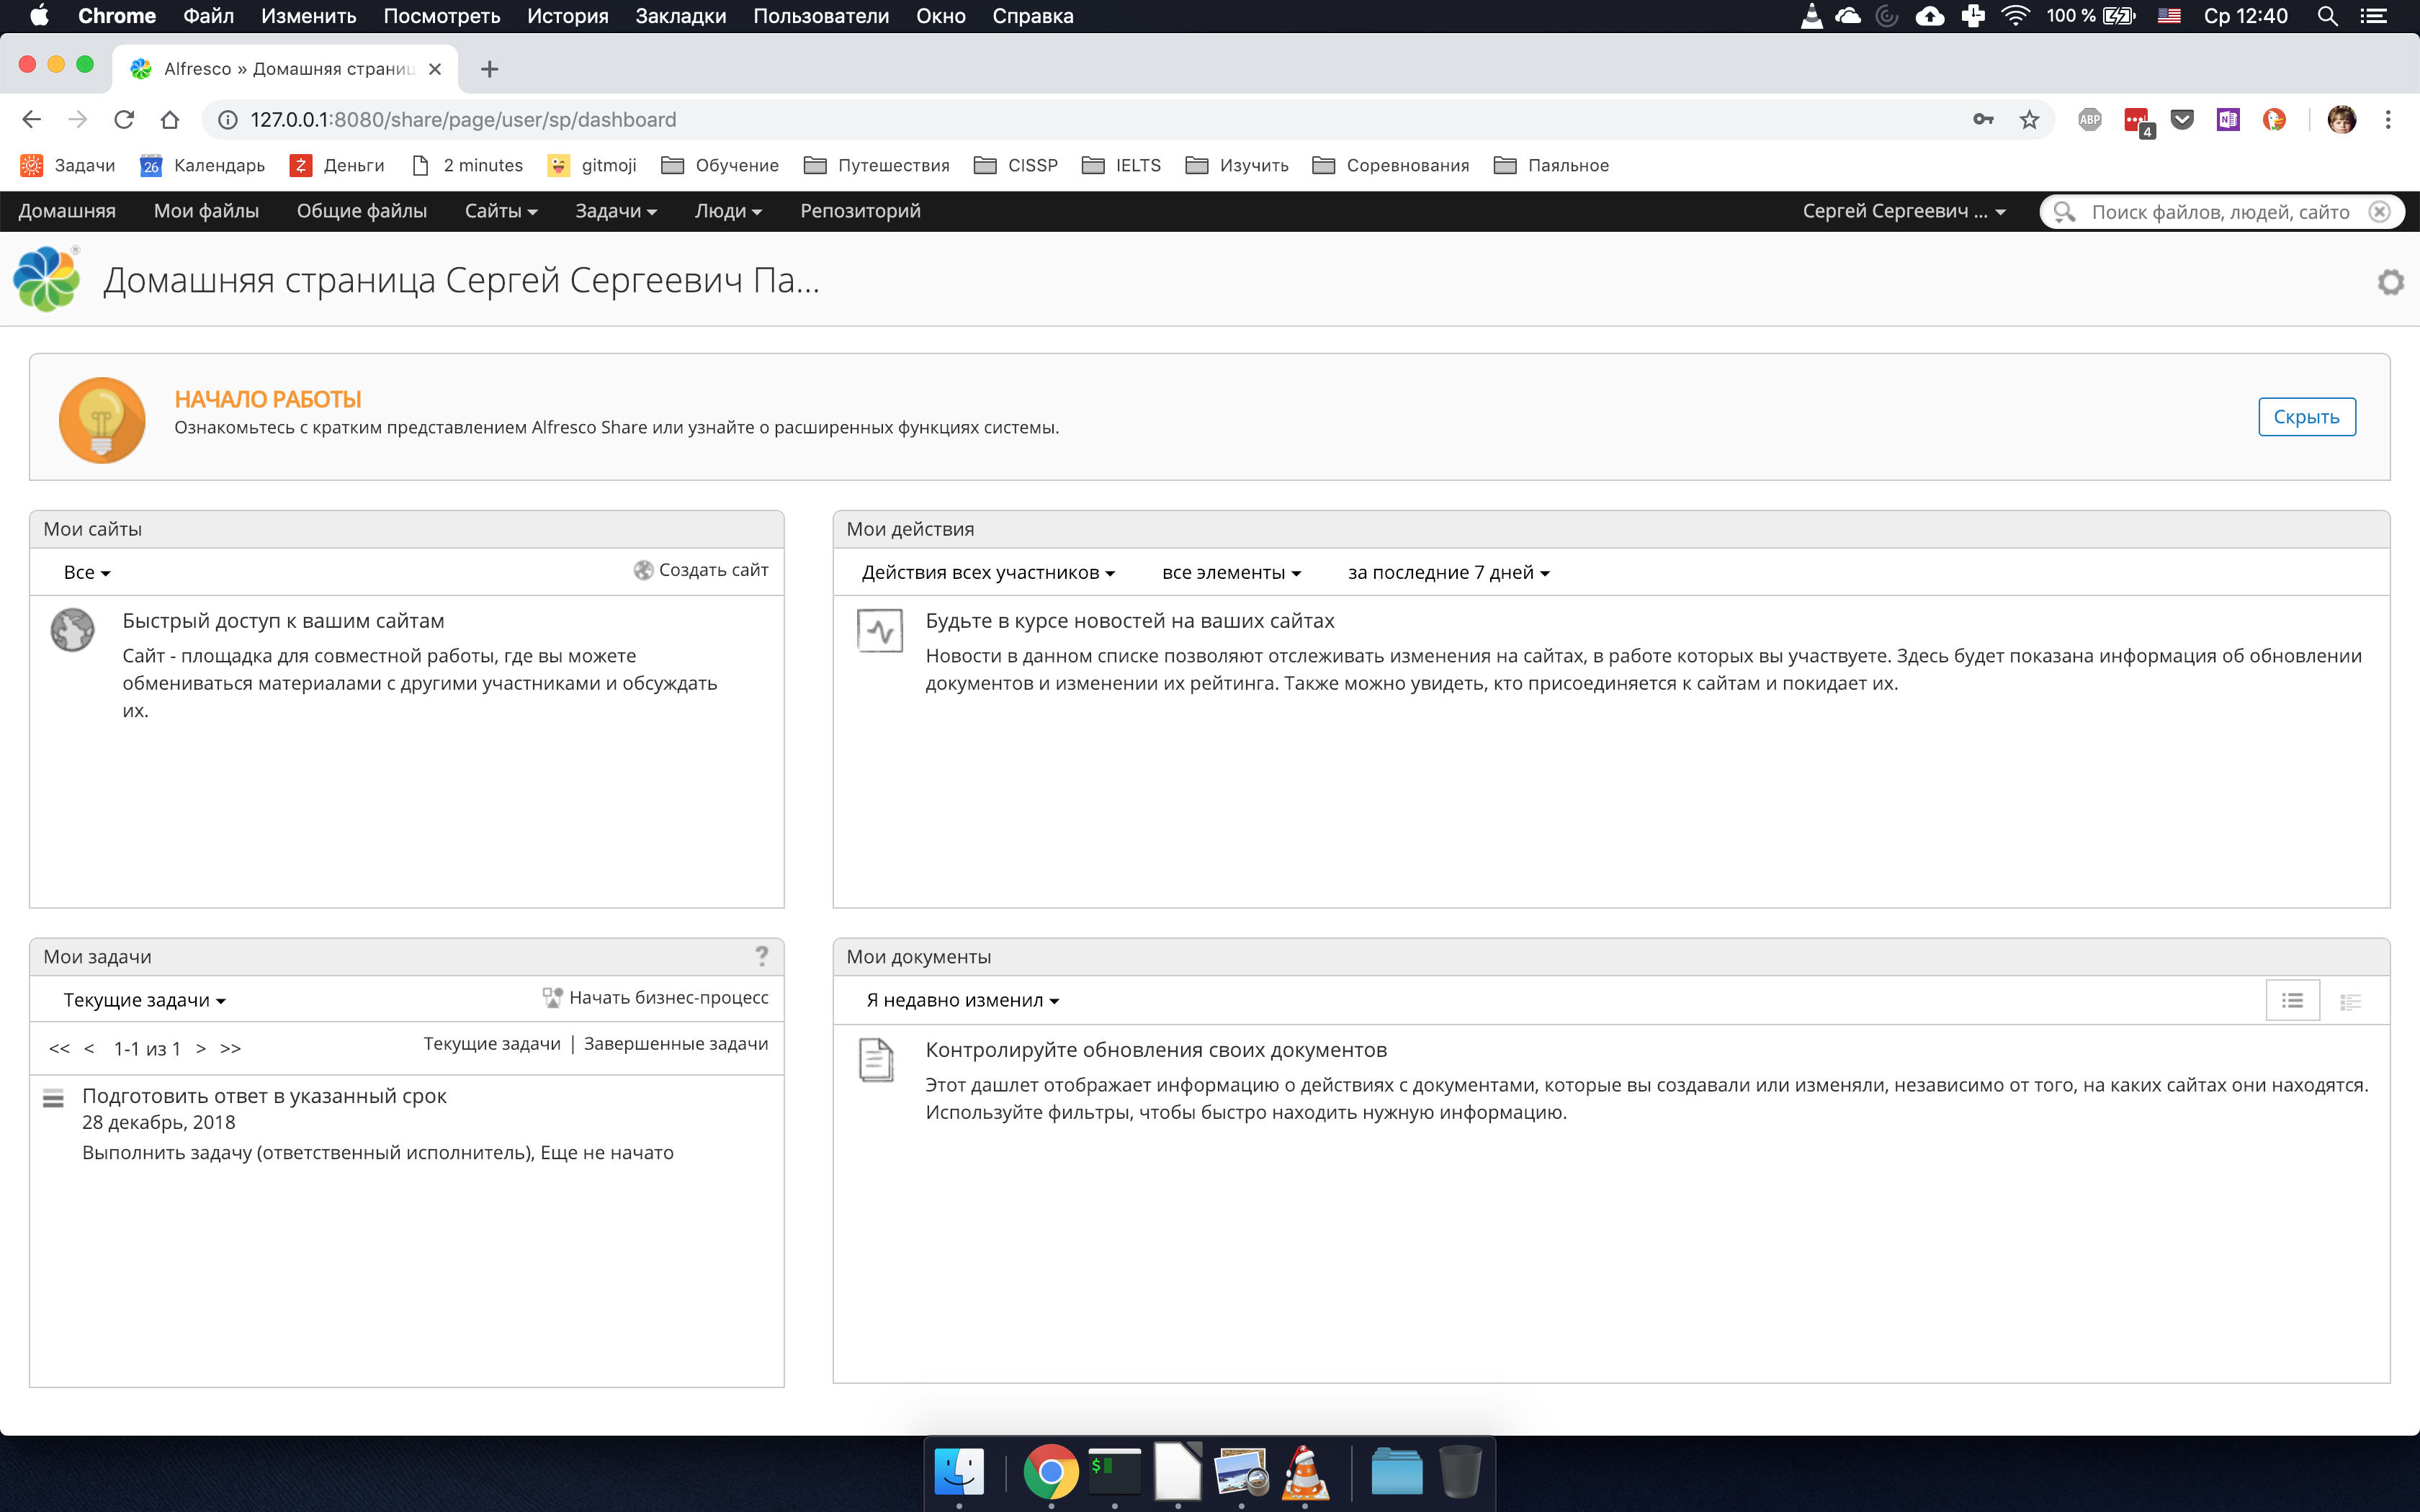 Chrome Файл Изменить Посмотреть История Закладки Пользователи Окно Справка 100 % Ср 12:40
Alfresco » Домашняя страниц
127.0.0.1:8080/share/page/user/sp/dashboard ABP 4
Задачи 26 Календарь Деньги 2 minutes gitmoji Обучение Путешествия CISSP IELTS Изучить Соревнования Паяльное
Домашняя Мои файлы Общие файлы Сайты Задачи Люди Репозиторий Сергей Сергеевич ... Поиск файлов, людей, сайто
Домашняя страница Сергей Сергеевич Па...
НАЧАЛО РАБОТЫ
Ознакомьтесь с кратким представлением Alfresco Share или узнайте о расширенных функциях системы.
Скрыть
Мои сайты
Все Создать сайт
Быстрый доступ к вашим сайтам
Сайт - площадка для совместной работы, где вы можете
обмениваться материалами с другими участниками и обсуждать
их.
Мои действия
Действия всех участников все элементы за последние 7 дней
Будьте в курсе новостей на ваших сайтах
Новости в данном списке позволяют отслеживать изменения на сайтах, в работе которых вы участвуете. Здесь будет показана информация об обновлении
документов и изменении их рейтинга. Также можно увидеть, кто присоединяется к сайтам и покидает их.
Мои задачи ?
Текущие задачи Начать бизнес-процесс
<< < 1-1 из 1 > >> Текущие задачи | Завершенные задачи
Подготовить ответ в указанный срок
28 декабрь, 2018
Выполнить задачу (ответственный исполнитель), Еще не начато
Мои документы
Я недавно изменил
Контролируйте обновления своих документов
Этот дашлет отображает информацию о действиях с документами, которые вы создавали или изменяли, независимо от того, на каких сайтах они находятся.
Используйте фильтры, чтобы быстро находить нужную информацию.
$